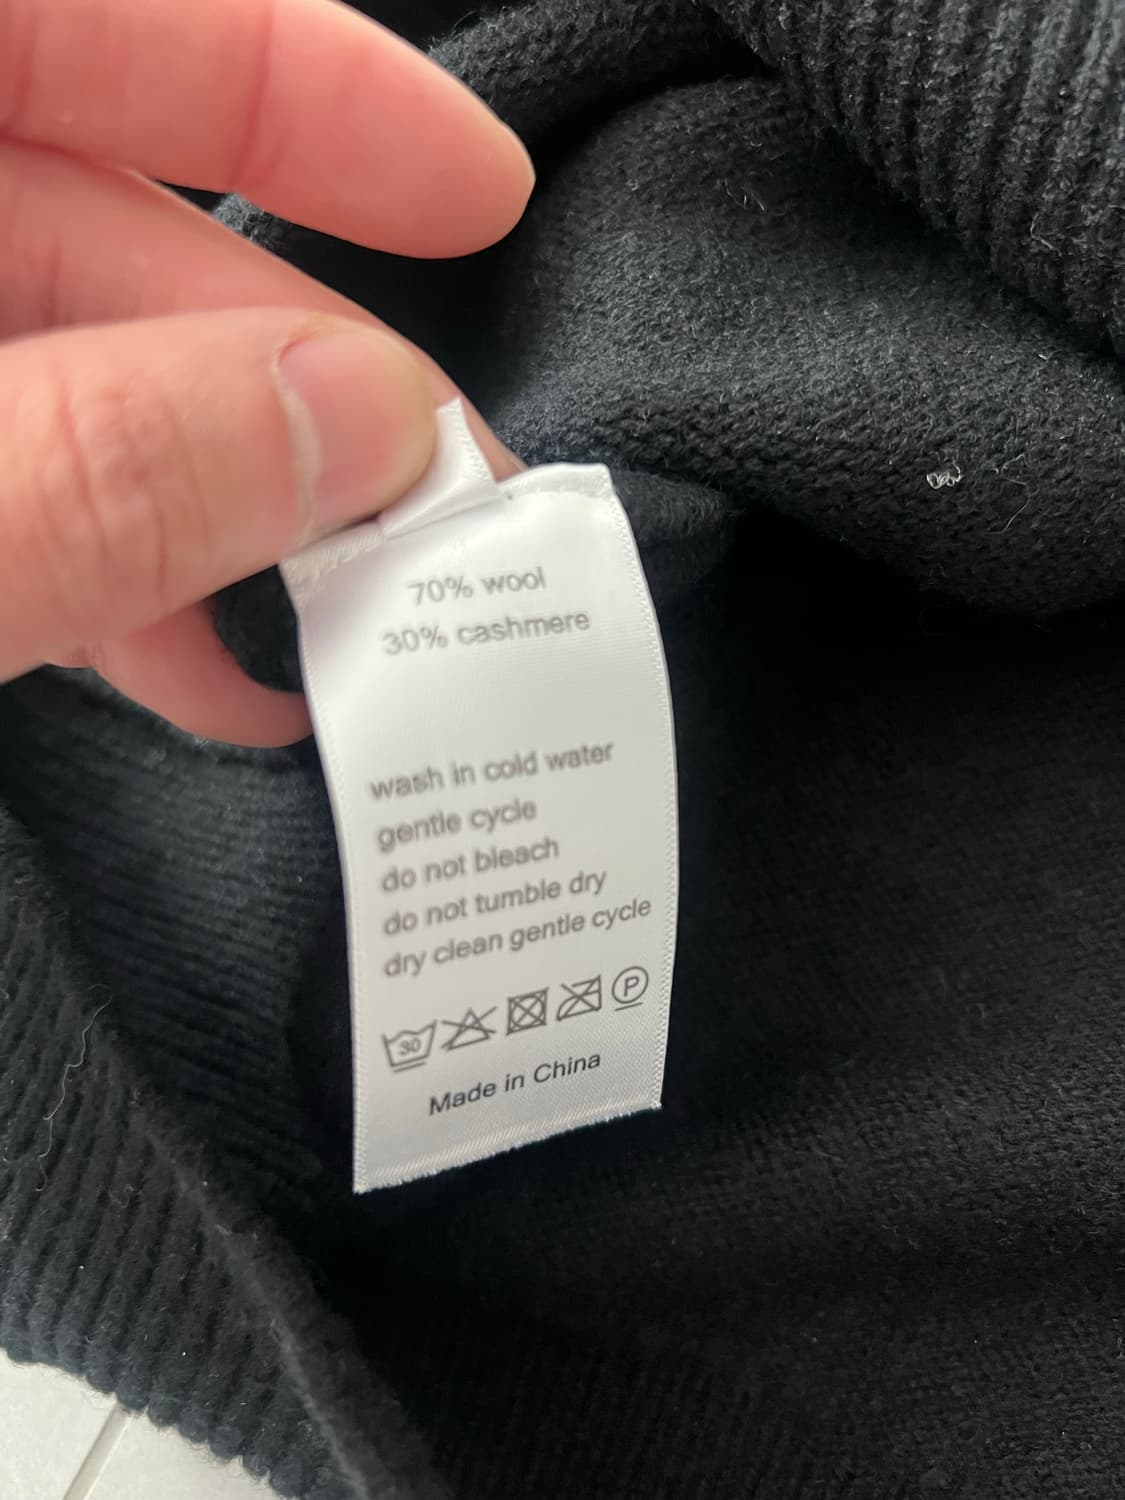 70% wool
30% cashmere
wash in cold water
gentle cycle
do not bleach
do not tumble dry
dry clean gentle cycle
30 P
Made in China